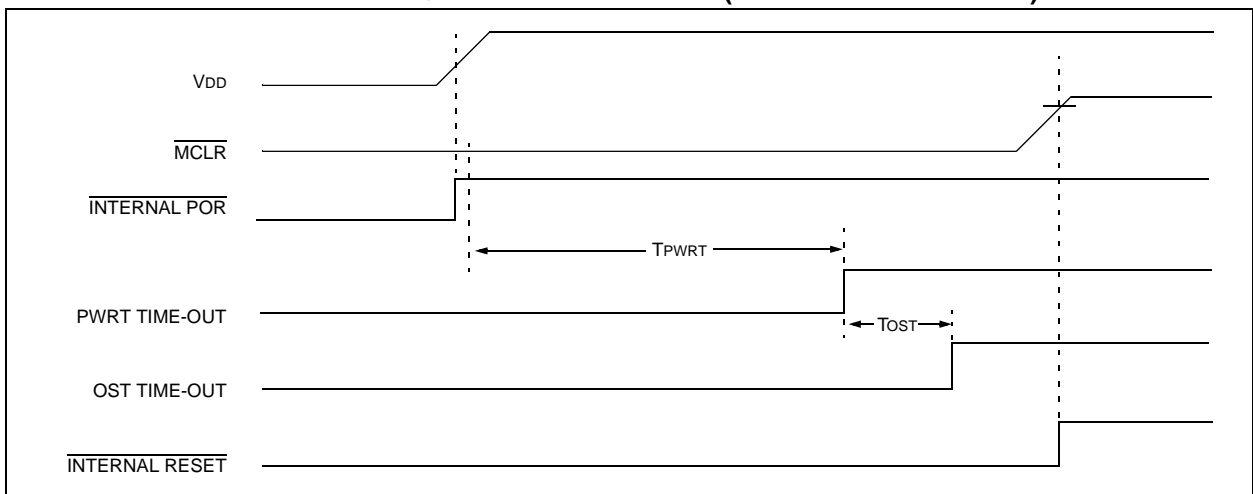 VDD
MCLR
INTERNAL POR
TPWRT
PWRT TIME-OUT
TOST
OST TIME-OUT
INTERNAL RESET